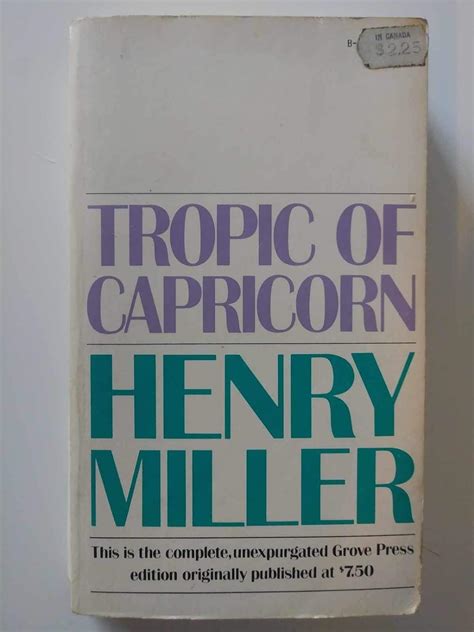 B-
IN CANADA
$2.25
TROPIC OF
CAPRICORN
HENRY
MILLER
This is the complete, unexpurgated Grove Press
edition originally published at $7.50